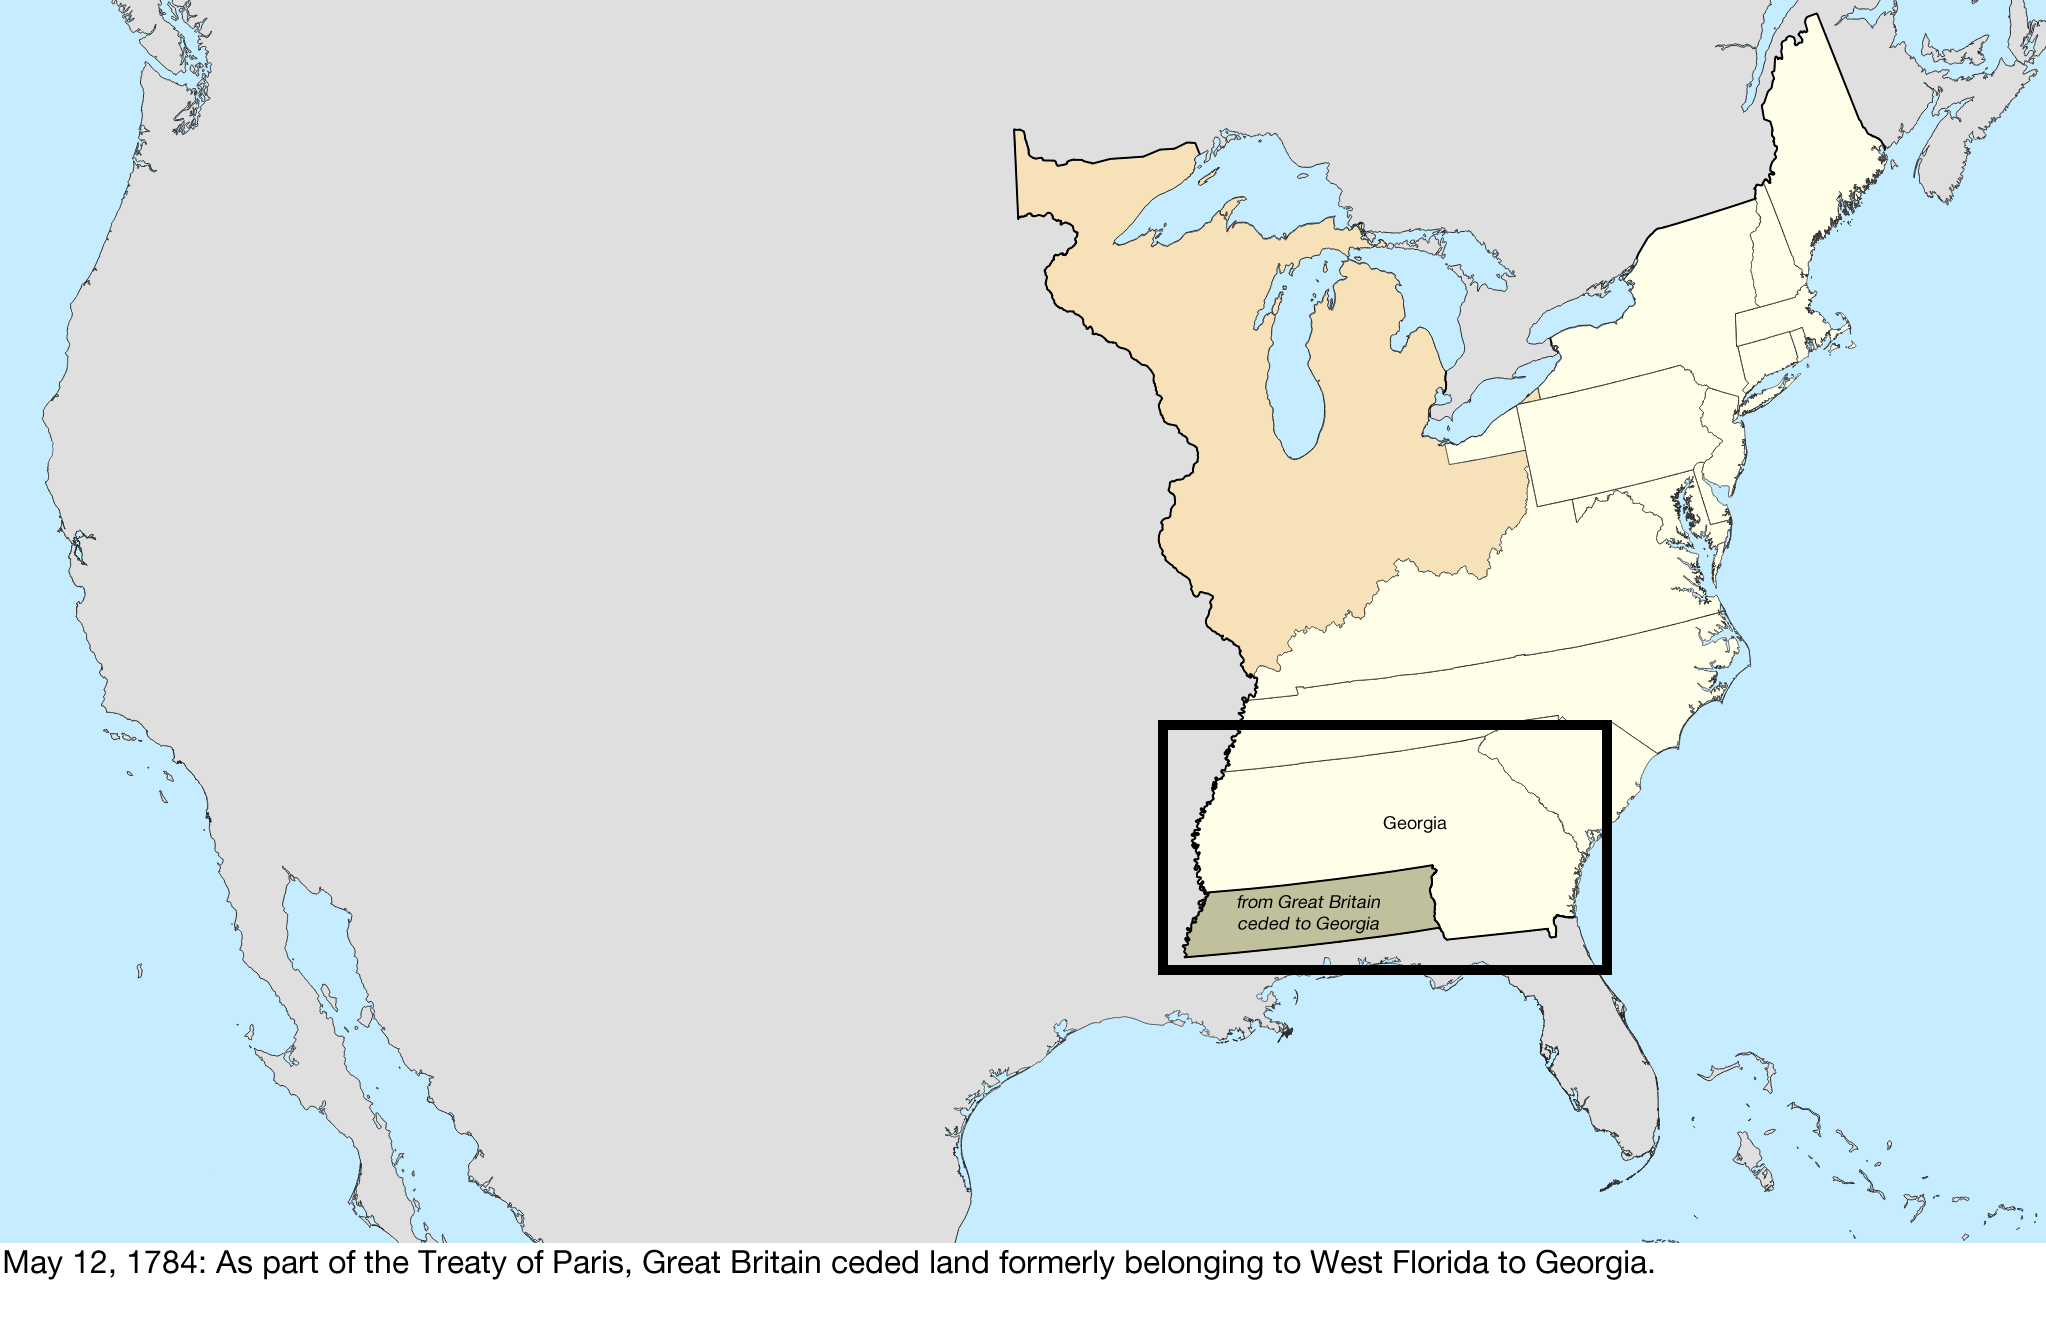 Georgia
from Great Britain
ceded to Georgia
May 12, 1784: As part of the Treaty of Paris, Great Britain ceded land formerly belonging to West Florida to Georgia.